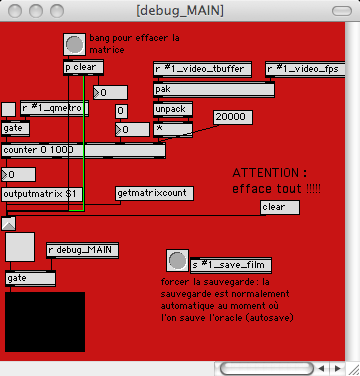 [debug_MAIN]
bang pour effacer la
matrice
p clear
0
r #1_video_tbuffer
r #1_video_fps
pak
r #1_qmetro
0
unpack
20000
gate
0
*
counter 0 1000
0
ATTENTION :
efface tout !!!!!
outputmatrix $1
getmatrixcount
clear
r debug_MAIN
s #1_save_film
gate
forcer la sauvegarde : la
sauvegarde est normalement
automatique au moment où
l'on sauve l'oracle (autosave)